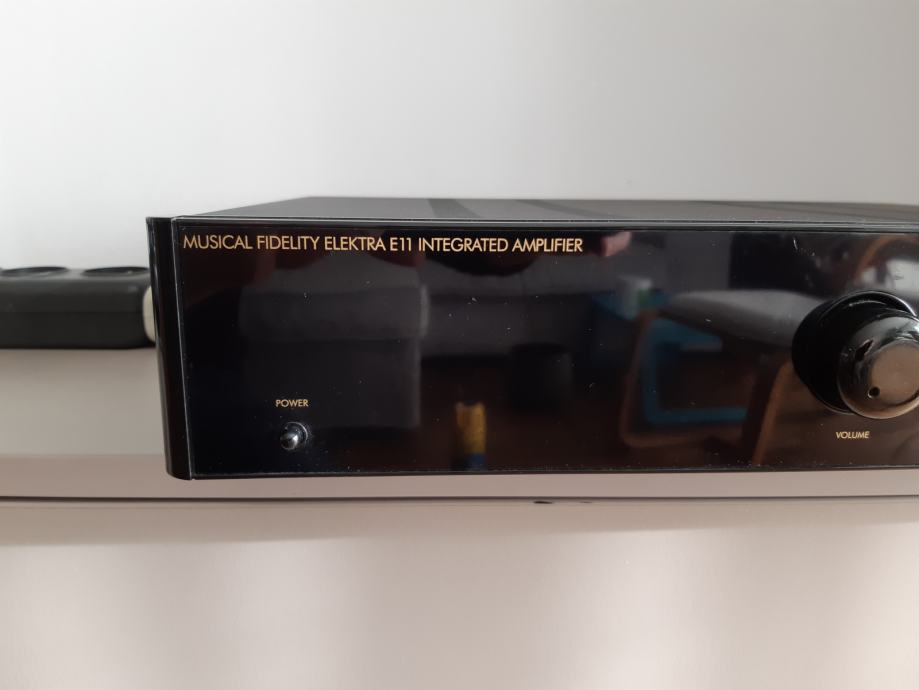 MUSICAL FIDELITY ELEKTRA E11 INTEGRATED AMPLIFIER
POWER
VOLUME